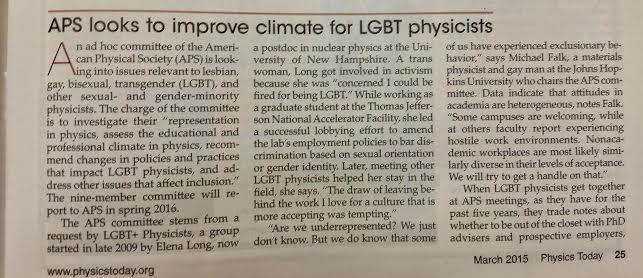 APS looks to improve climate for LGBT physicists
An ad hoc committee of the Ameri-
can Physical Society (APS) is look-
ing into issues relevant to lesbian,
gay, bisexual, transgender (LGBT), and
other sexual- and gender-minority
physicists. The charge of the committee
is to investigate their "representation
in physics, assess the educational and
professional climate in physics, recom-
mend changes in policies and practices
that impact LGBT physicists, and ad-
dress other issues that affect inclusion."
The nine-member committee will re-
port to APS in spring 2016.
The APS committee stems from a
request by LGBT+ Physicists, a group
started in late 2009 by Elena Long, now
a postdoc in nuclear physics at the Uni-
versity of New Hampshire. A trans
woman, Long got involved in activism
because she was "concerned I could be
fired for being LGBT." While working as
a graduate student at the Thomas Jeffer-
son National Accelerator Facility, she led
a successful lobbying effort to amend
the lab's employment policies to bar dis-
crimination based on sexual orientation
or gender identity. Later, meeting other
LGBT physicists helped her stay in the
field, she says. "The draw of leaving be-
hind the work I love for a culture that is
more accepting was tempting."
"Are we underrepresented? We just
don't know. But we do know that some
of us have experienced exclusionary be-
havior," says Michael Falk, a materials
physicist and gay man at the Johns Hop-
kins University who chairs the APS com-
mittee. Data indicate that attitudes in
academia are heterogeneous, notes Falk.
"Some campuses are welcoming, while
at others faculty report experiencing
hostile work environments. Nonaca-
demic workplaces are most likely simi-
larly diverse in their levels of acceptance.
We will try to get a handle on that."
When LGBT physicists get together
at APS meetings, as they have for the
past five years, they trade notes about
whether to be out of the closet with PhD
advisers and prospective employers,
www.physicstoday.org
March 2015 Physics Today 25